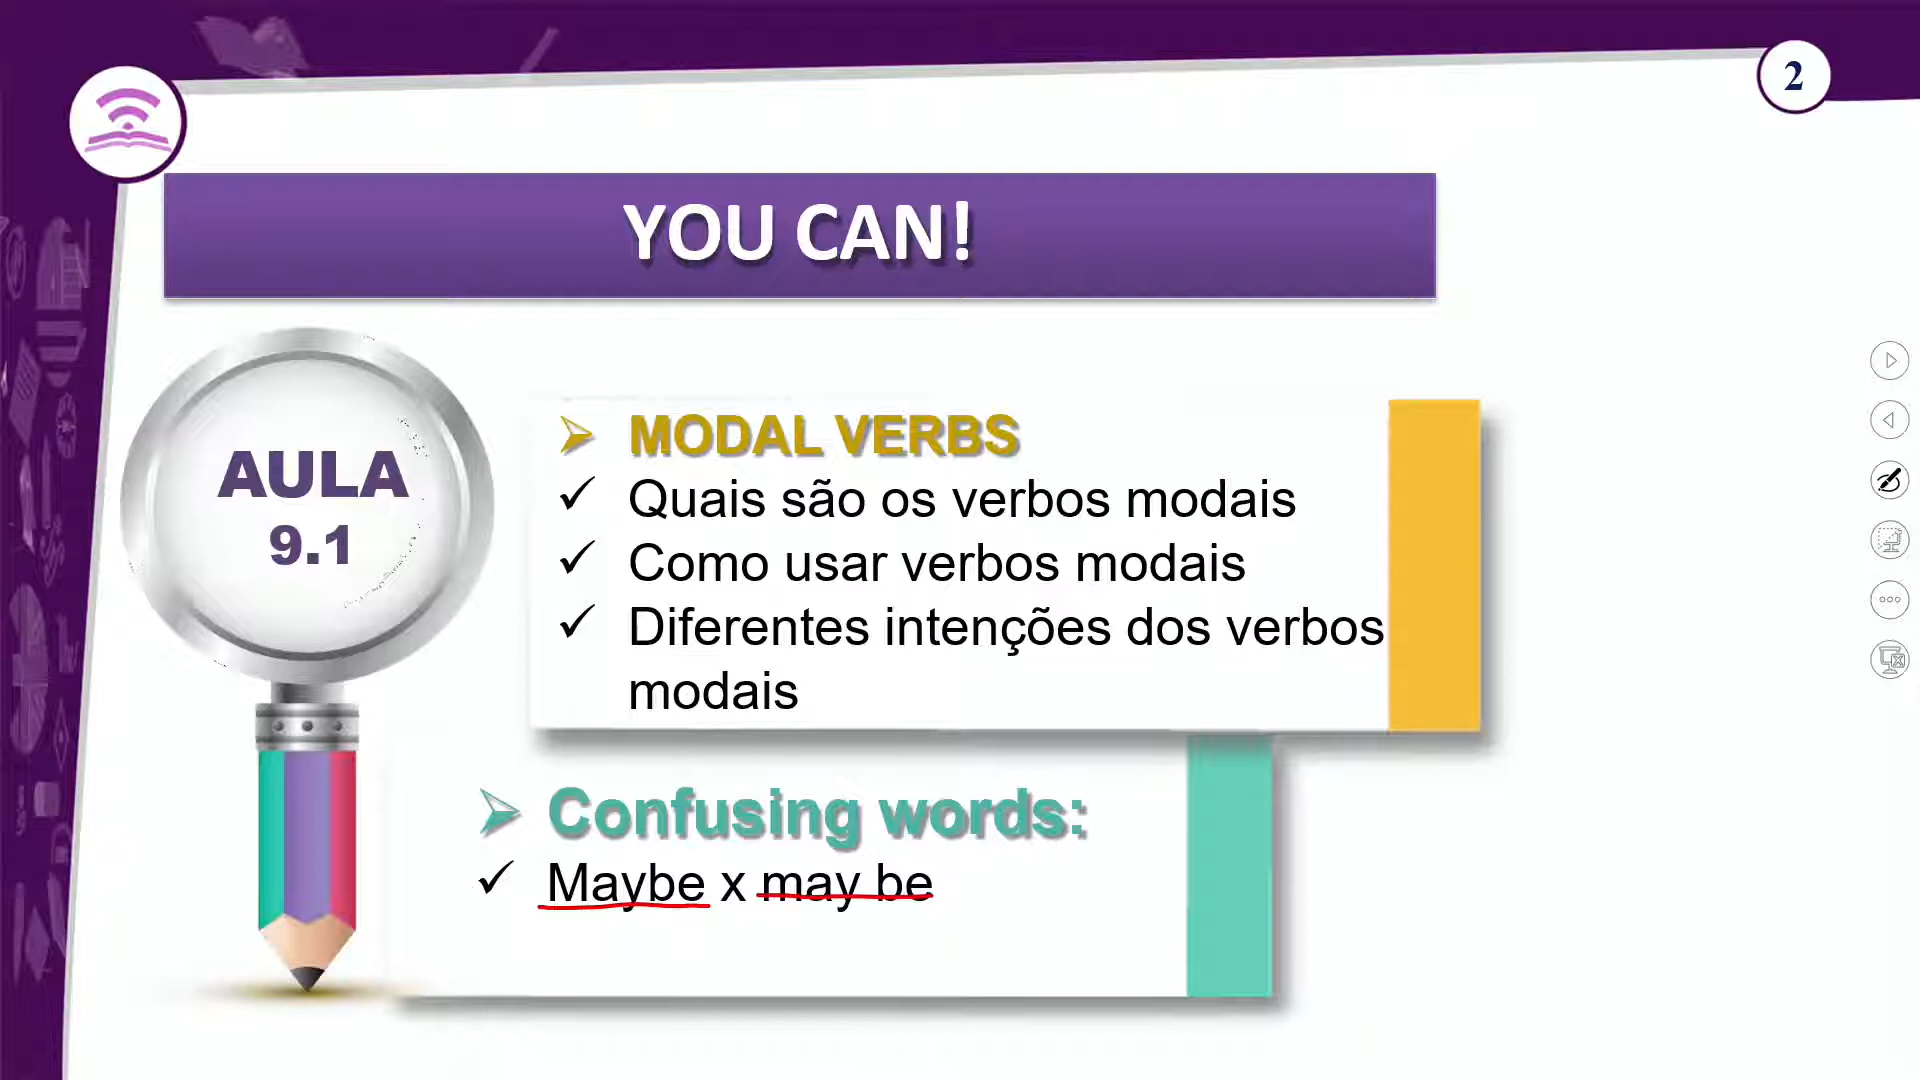 2
YOU CAN!
AULA
9.1
MODAL VERBS
Quais são os verbos modais
Como usar verbos modais
Diferentes intenções dos verbos
modais
Confusing words:
Maybe x may be